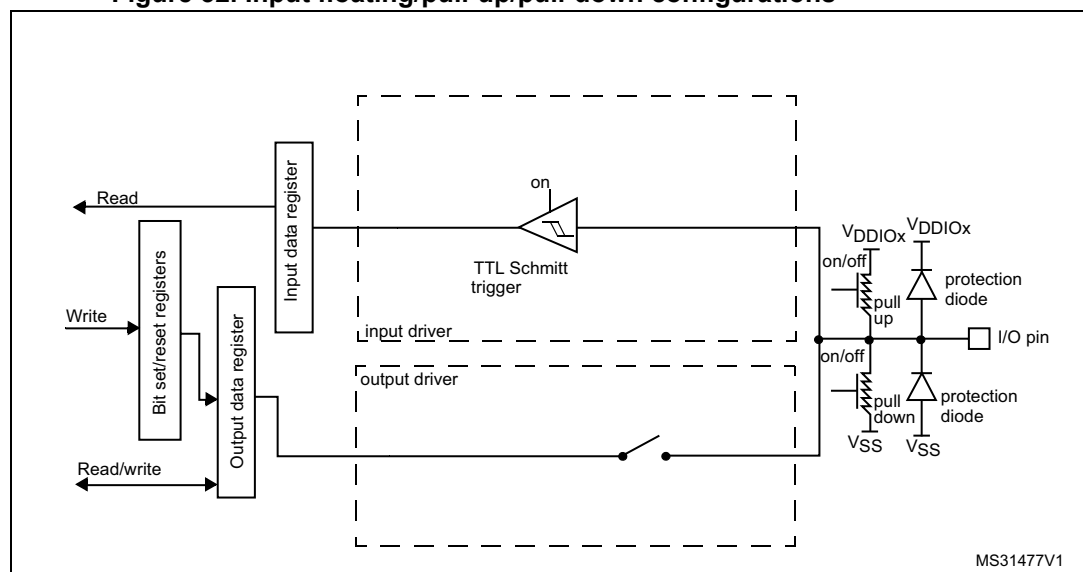 Figure 32. Input floating/pull up/pull down configurations
on
Read
Input data register
TTL Schmitt
trigger
input driver
Bit set/reset registers
Write
Output data register
Read/write
output driver
VDDIOx
VDDIOx
on/off
pull
up
protection
diode
I/O pin
on/off
pull
down
protection
diode
VSS
VSS
MS31477V1